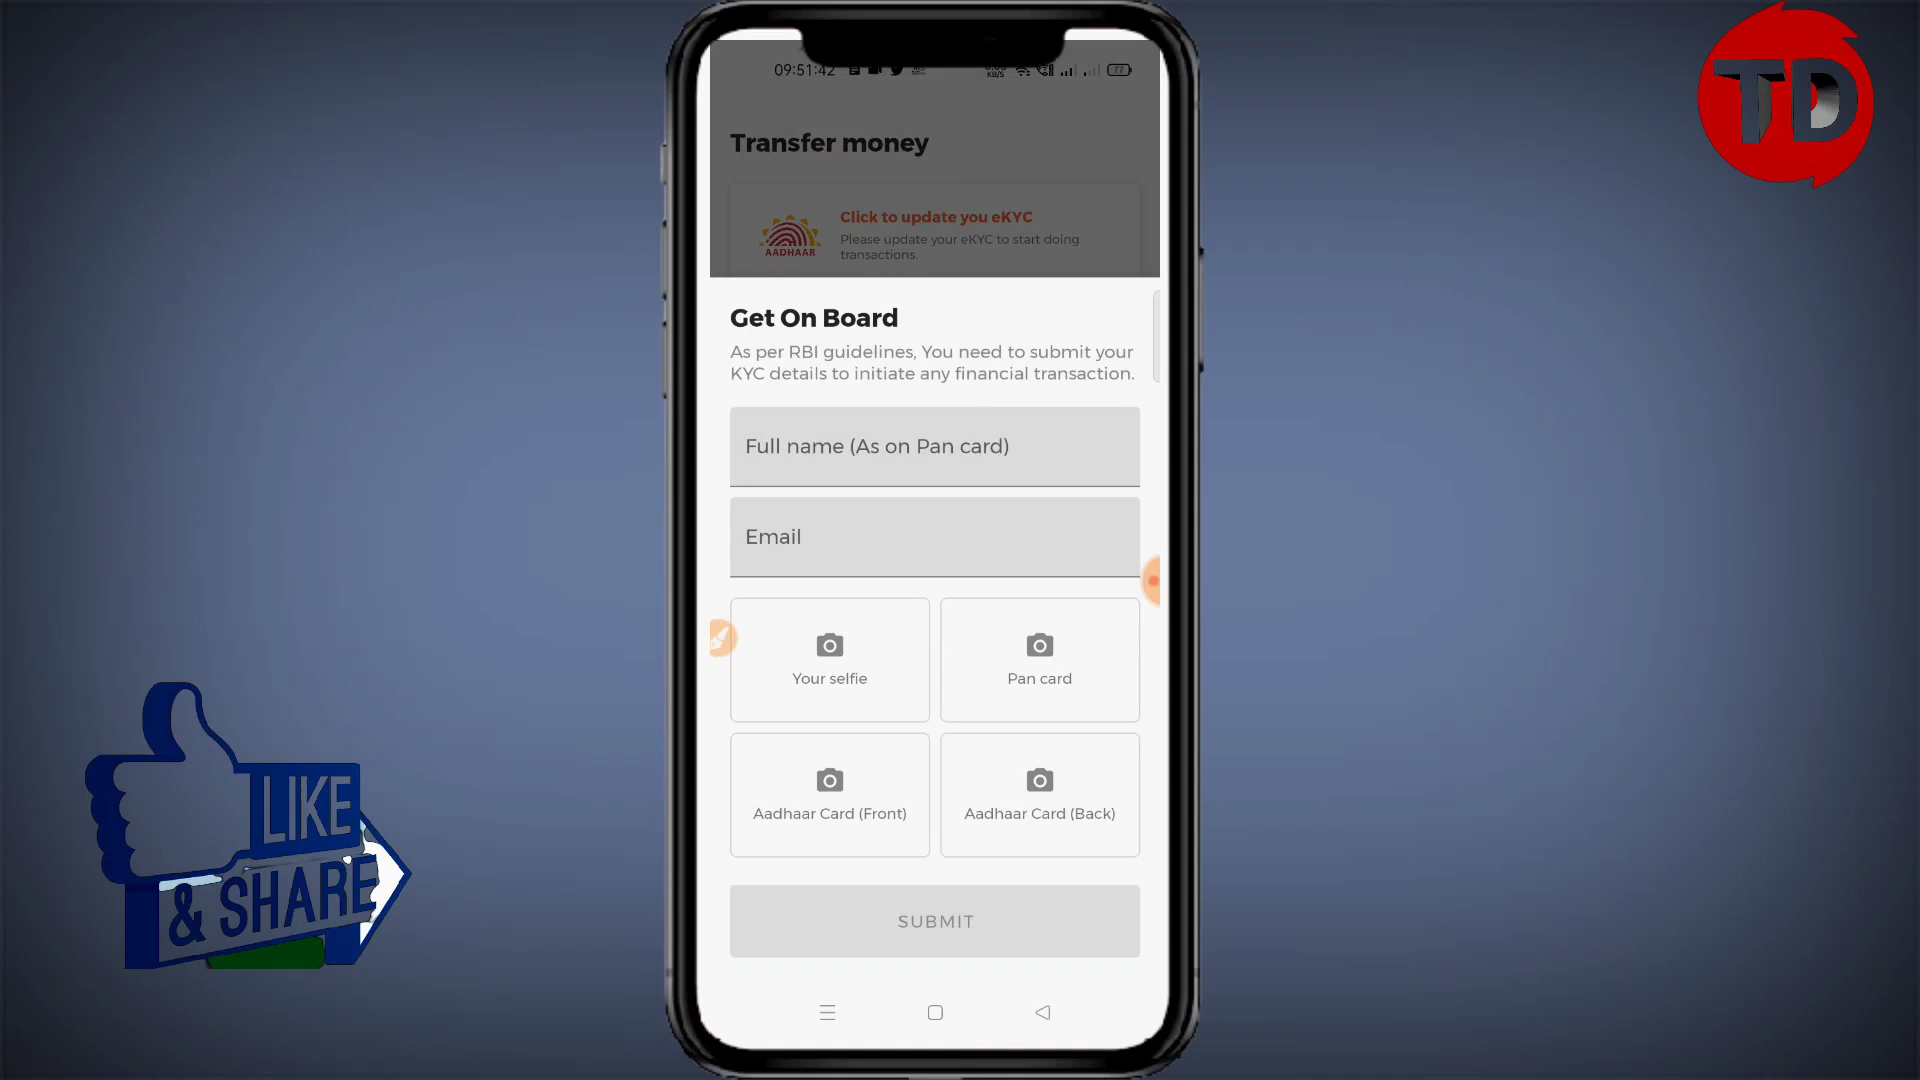 TD
09:51:42
KB/S
77
Transfer money
Click to update you eKYC
Please update your eKYC to start doing
transactions.
AADHAAR
Get On Board
As per RBI guidelines, You need to submit your
KYC details to initiate any financial transaction.
Full name (As on Pan card)
Email
Your selfie
Pan card
Aadhaar Card (Front)
Aadhaar Card (Back)
SUBMIT
LIKE
& SHARE